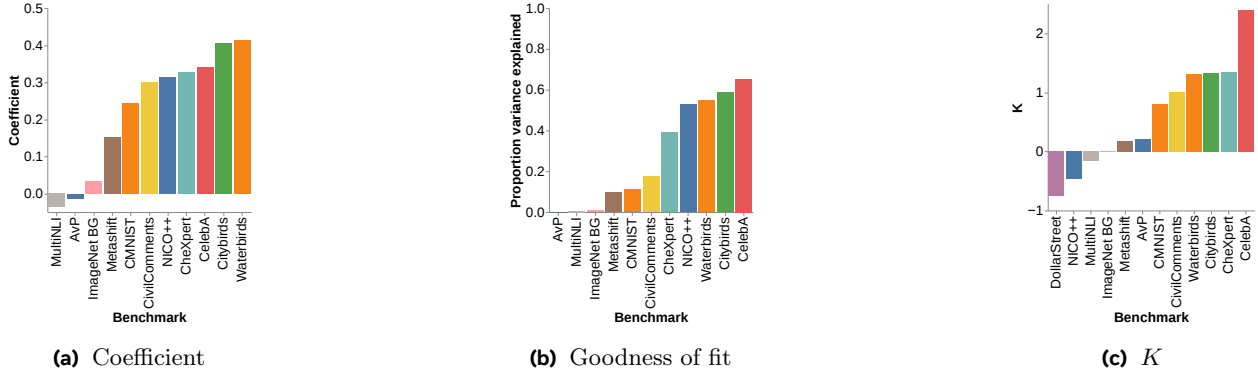 0.5
0.4
0.3
0.2
0.1
0.0
Coefficient
MultiNLI
AvP
ImageNet BG
Metashift
CMNIST
CivilComments
NICO++
CheXpert
CelebA
Citybirds
Waterbirds
Benchmark
(a) Coefficient
1.0
0.8
0.6
0.4
0.2
0.0
Proportion variance explained
AvP
MultiNLI
ImageNet BG
Metashift
CMNIST
CivilComments
CheXpert
NICO++
Waterbirds
Citybirds
CelebA
Benchmark
(b) Goodness of fit
2
1
0
−1
K
DollarStreet
NICO++
MultiNLI
ImageNet BG
Metashift
AvP
CMNIST
CivilComments
Waterbirds
Citybirds
CheXpert
CelebA
Benchmark
(c) K